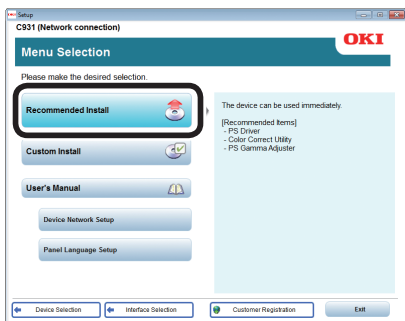 Setup
C931 (Network connection)
OKI
Menu Selection
Please make the desired selection.
Recommended Install
The device can be used immediately.
[Recommended Items]
- PS Driver
- Color Correct Utility
- PS Gamma Adjuster
Custom Install
User's Manual
Device Network Setup
Panel Language Setup
Device Selection
Interface Selection
Customer Registration
Exit